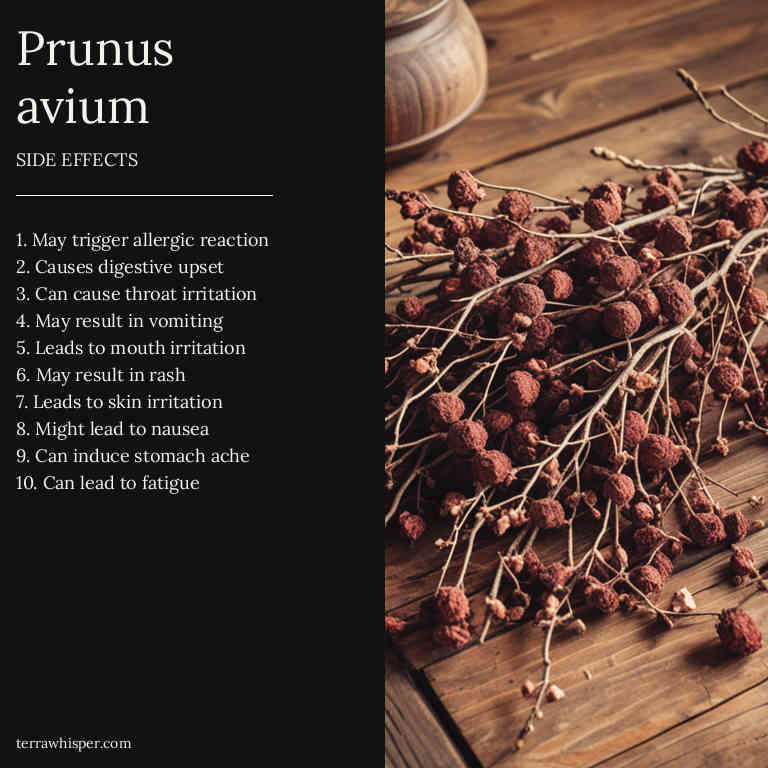 Prunus
avium
SIDE EFFECTS
1. May trigger allergic reaction
2. Causes digestive upset
3. Can cause throat irritation
4. May result in vomiting
5. Leads to mouth irritation
6. May result in rash
7. Leads to skin irritation
8. Might lead to nausea
9. Can induce stomach ache
10. Can lead to fatigue
terrawhisper.com